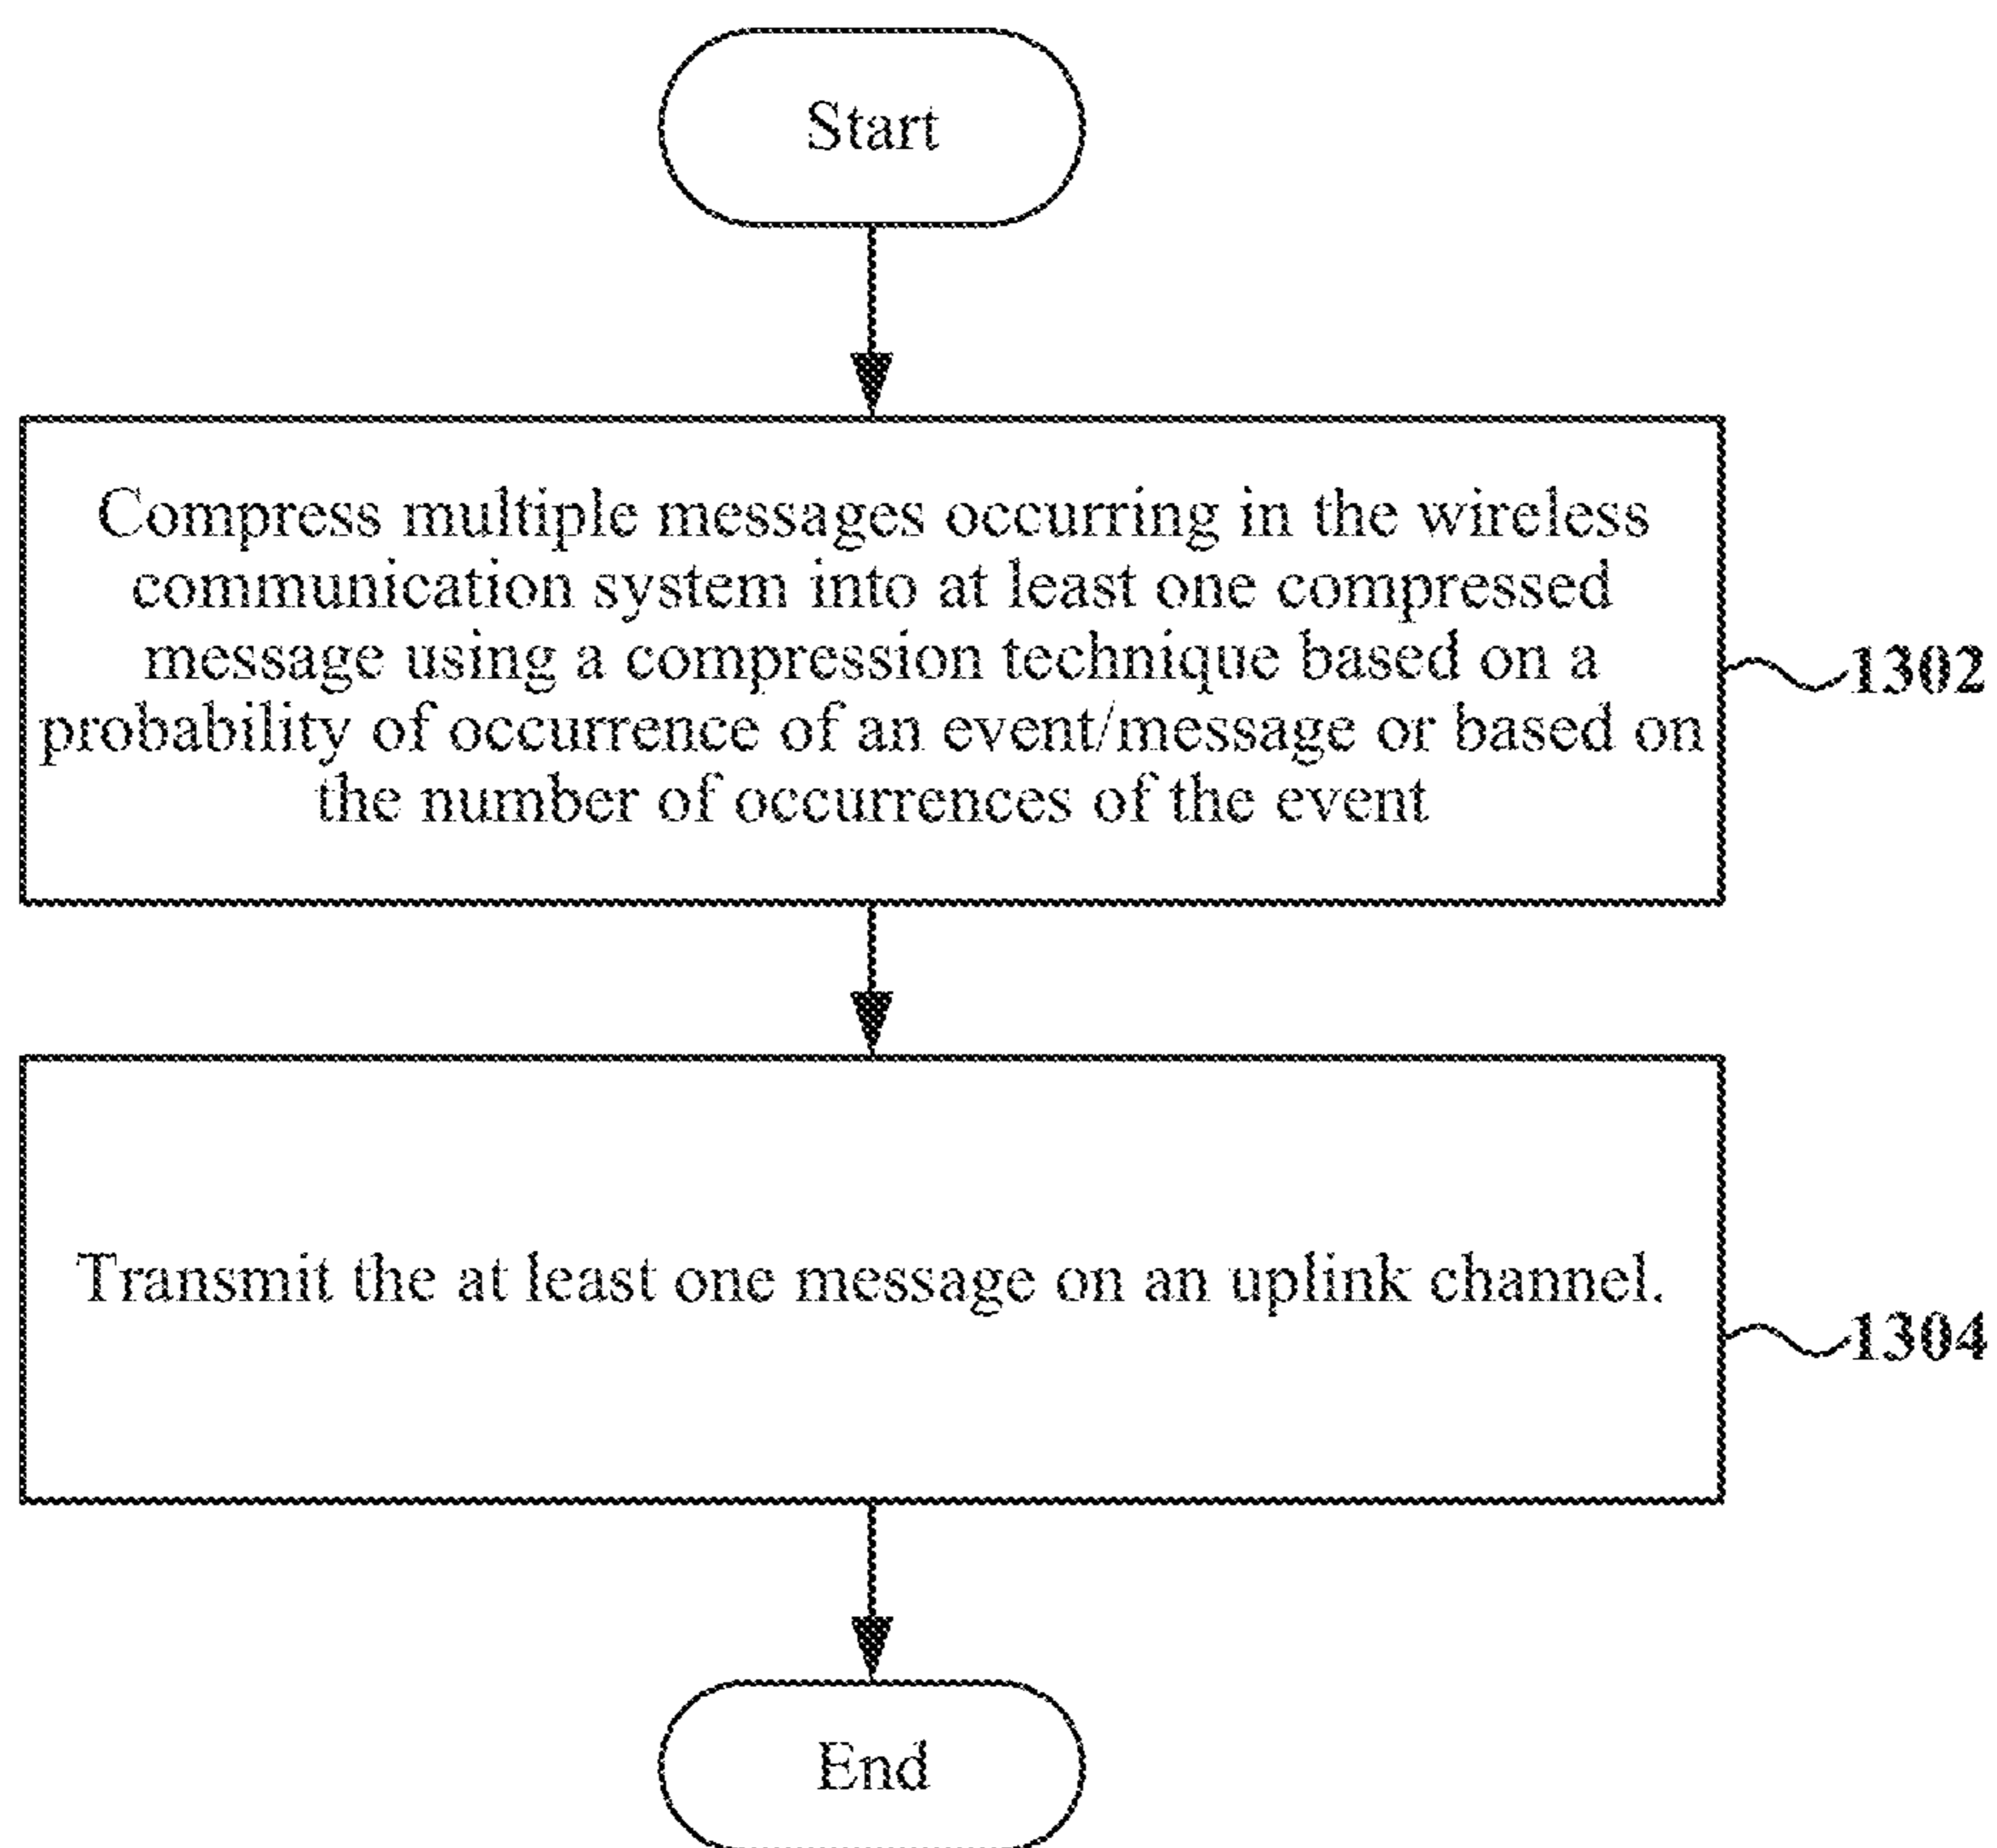 Start
Compress multiple messages occurring in the wireless
communication system into at least one compressed
message using a compression technique based on a
probability of occurrence of an event/message or based on
the number of occurrences of the event
1302
Transmit the at least one message on an uplink channel.
1304
End